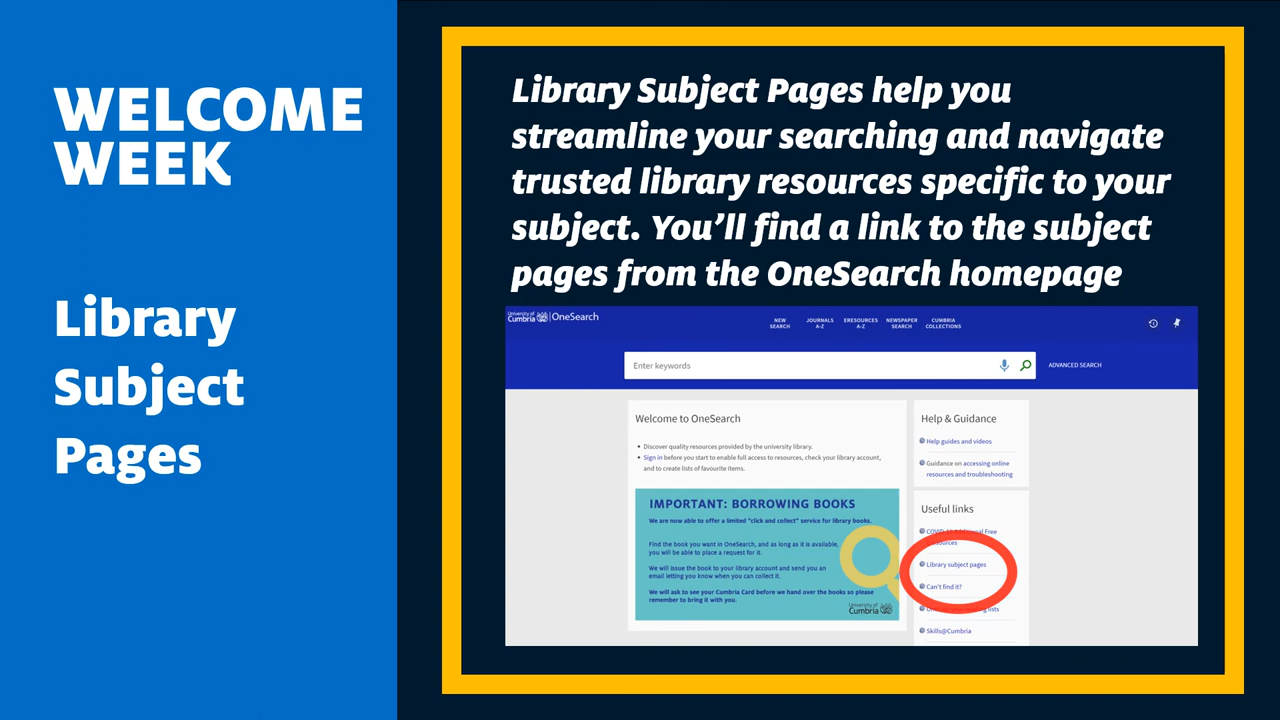 WELCOME
WEEK
Library
Subject
Pages
Library Subject Pages help you
streamline your searching and navigate
trusted library resources specific to your
subject. You’ll find a link to the subject
pages from the OneSearch homepage
University of
Cumbria | OneSearch
NEW
SEARCH
JOURNALS
A-Z
ERESOURCES
A-Z
NEWSPAPER
SEARCH
CUMBRIA
COLLECTIONS
Enter keywords
ADVANCED SEARCH
Welcome to OneSearch
• Discover quality resources provided by the university library.
• Sign in before you start to enable full access to resources, check your library account,
and to create lists of favourite items.
IMPORTANT: BORROWING BOOKS
We are now able to offer a limited "click and collect" service for library books.
Find the book you want in OneSearch, and as long as it is available,
you will be able to place a request for it.
We will issue the book to your library account and send you an
email letting you know when you can collect it.
We will ask to see your Cumbria Card before we hand over the books so please
remember to bring it with you.
University of
Cumbria
Help & Guidance
Help guides and videos
Guidance on accessing online
resources and troubleshooting
Useful links
COVID-19 Additional Free
Library subject pages
Can't find it?
lists
Skills@Cumbria